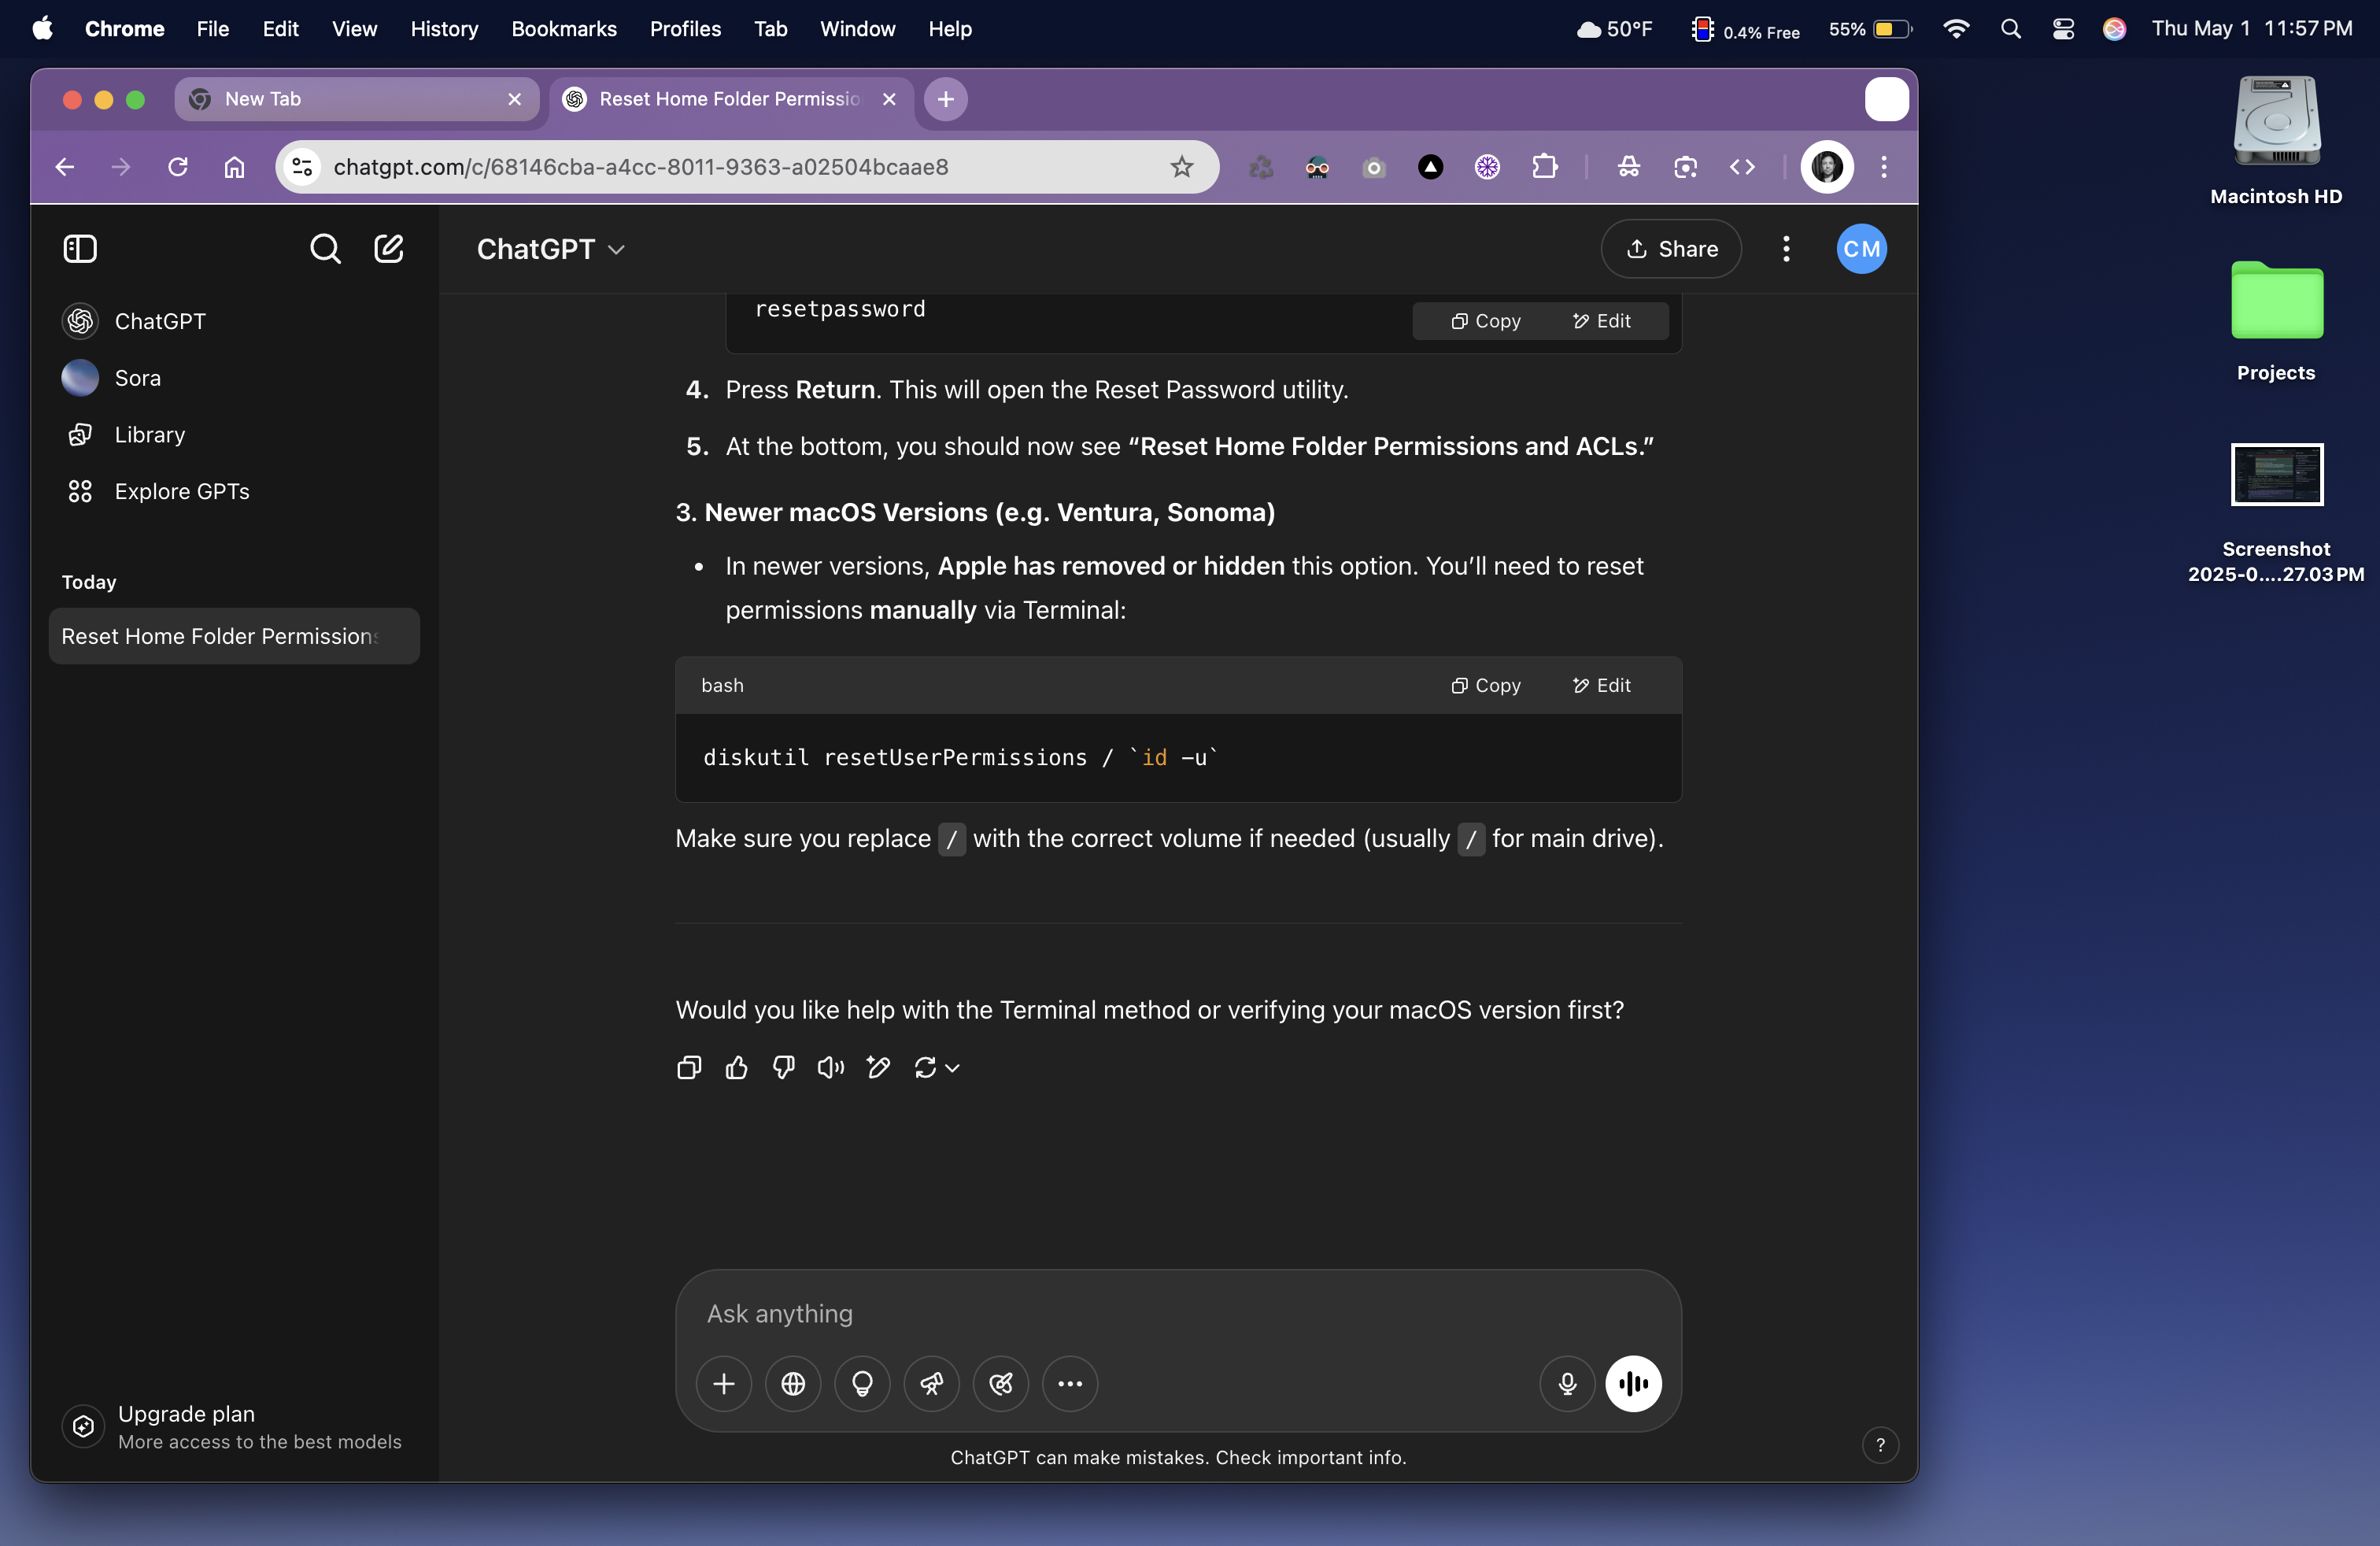 Chrome File Edit View History Bookmarks Profiles Tab Window Help
50°F 0.4% Free 55% Thu May 1 11:57 PM
New Tab
Reset Home Folder Permissio
chatgpt.com/c/68146cba-a4cc-8011-9363-a02504bcaae8
ChatGPT
Sora
Library
Explore GPTs
Today
Reset Home Folder Permissions
Upgrade plan
More access to the best models
ChatGPT
Share
CM
resetpassword
Copy Edit
4. Press Return. This will open the Reset Password utility.
5. At the bottom, you should now see “Reset Home Folder Permissions and ACLs.”
3. Newer macOS Versions (e.g. Ventura, Sonoma)
• In newer versions, Apple has removed or hidden this option. You’ll need to reset
permissions manually via Terminal:
bash
Copy Edit
diskutil resetUserPermissions / `id -u`
Make sure you replace / with the correct volume if needed (usually / for main drive).
Would you like help with the Terminal method or verifying your macOS version first?
Ask anything
ChatGPT can make mistakes. Check important info.
?
Macintosh HD
Projects
Screenshot
2025-0....27.03 PM